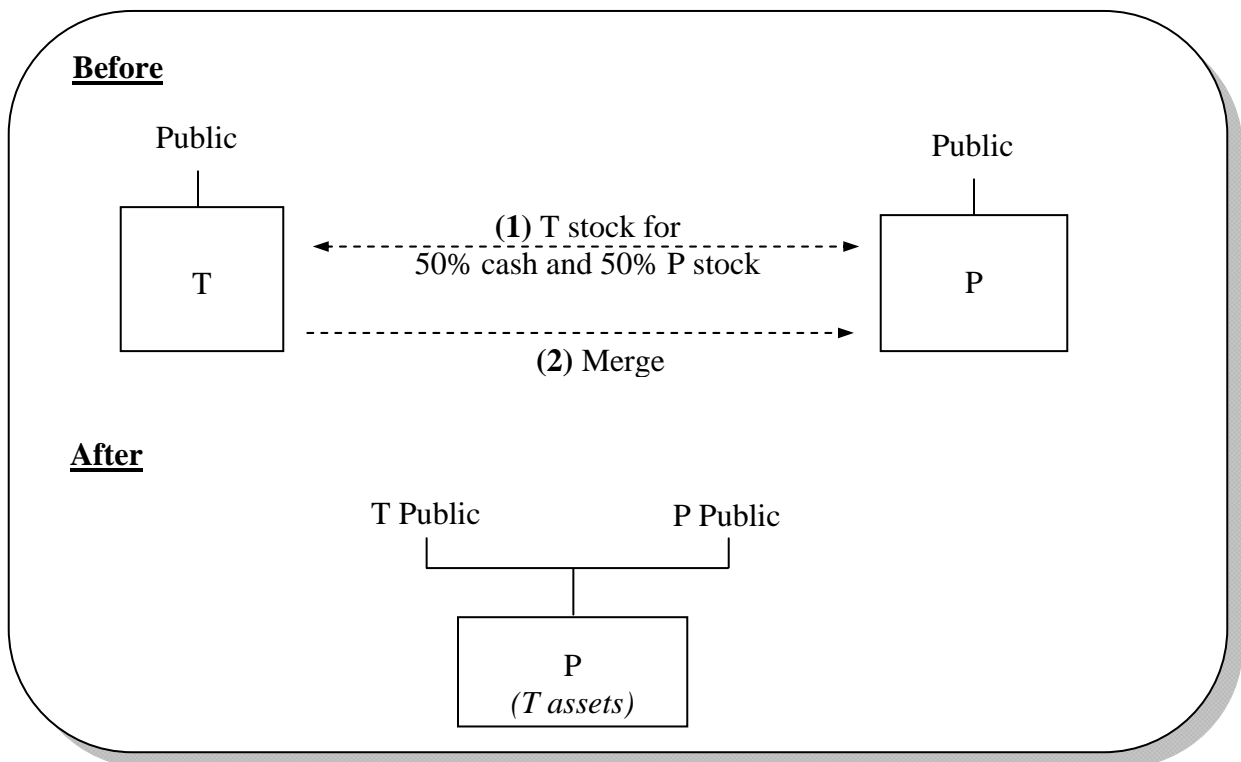 Before
Public
Public
(1) T stock for
50% cash and 50% P stock
T
P
(2) Merge
After
T Public
P Public
P
(T assets)